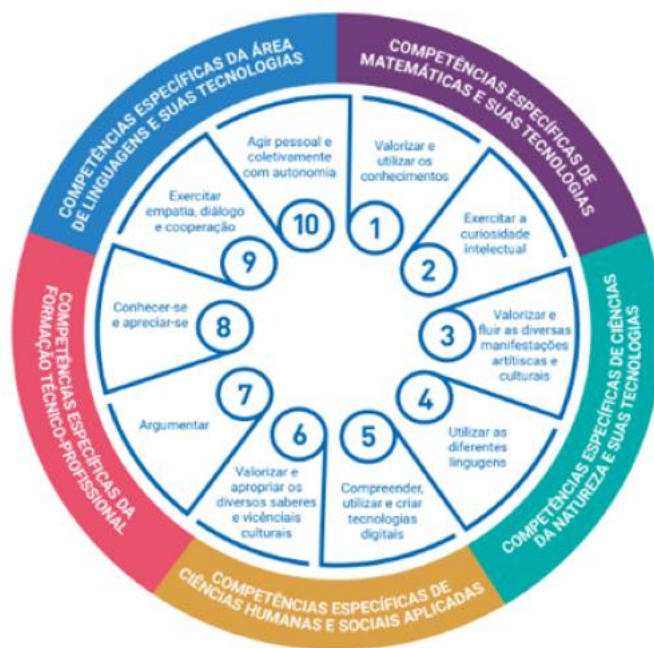 COMPETÊNCIAS ESPECÍFICAS DA ÁREA
DE LINGUAGENS E SUAS TECNOLOGIAS
COMPETÊNCIAS ESPECÍFICAS DE
MATEMÁTICAS E SUAS TECNOLOGIAS
COMPETÊNCIAS ESPECÍFICAS DE CIÊNCIAS
DA NATUREZA E SUAS TECNOLOGIAS
COMPETÊNCIAS ESPECÍFICAS DE
CIÊNCIAS HUMANAS E SOCIAIS APLICADAS
COMPETÊNCIAS ESPECÍFICAS DA
FORMAÇÃO TÉCNICO-PROFISSIONAL
1
Valorizar e
utilizar os
conhecimentos
2
Exercitar a
curiosidade
intelectual
3
Valorizar e
fluir as diversas
manifestações
artítiscas e
culturais
4
Utilizar as
diferentes
lingugens
5
Compreender,
utilizar e criar
tecnologias
digitais
6
Valorizar e
apropriar os
diversos saberes
e vicênciais
culturais
7
Argumentar
8
Conhecer-se
e apreciar-se
9
Exercitar
empatia, diálogo
e cooperação
10
Agir pessoal e
coletivamente
com autonomia